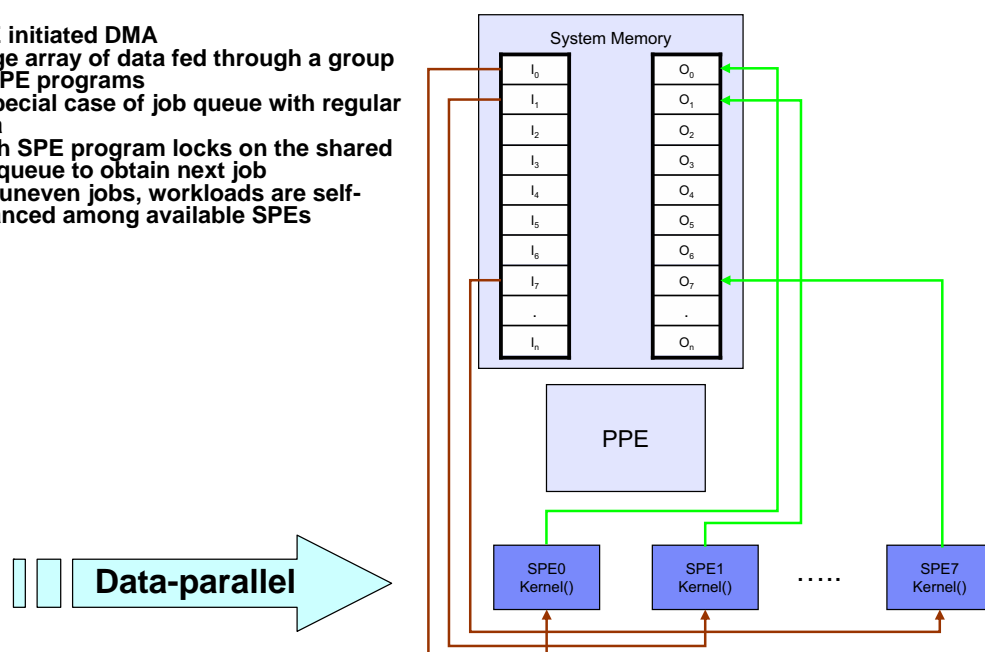 initiated DMA
ge array of data fed through a group
PE programs
pecial case of job queue with regular
h SPE program locks on the shared
queue to obtain next job
uneven jobs, workloads are self-
anced among available SPEs
System Memory
I₀ O₀
I₁ O₁
I₂ O₂
I₃ O₃
I₄ O₄
I₅ O₅
I₆ O₆
I₇ O₇
. .
Iₙ Oₙ
PPE
Data-parallel
SPE0
Kernel()
SPE1
Kernel()
.....
SPE7
Kernel()